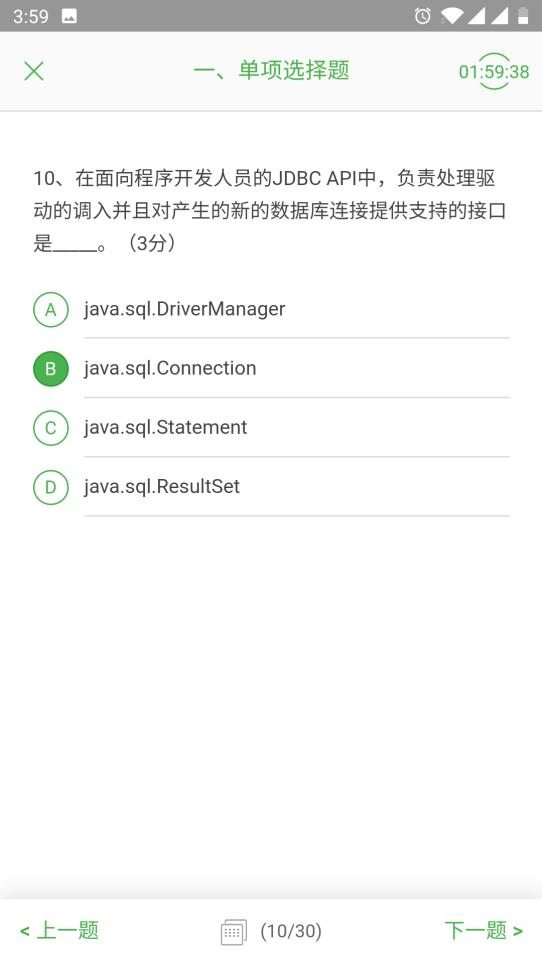 3:59
一、单项选择题
01:59:38
10、在面向程序开发人员的JDBC API中，负责处理驱
动的调入并且对产生的新的数据库连接提供支持的接口
是_____。（3分）
A java.sql.DriverManager
B java.sql.Connection
C java.sql.Statement
D java.sql.ResultSet
< 上一题 (10/30) 下一题 >